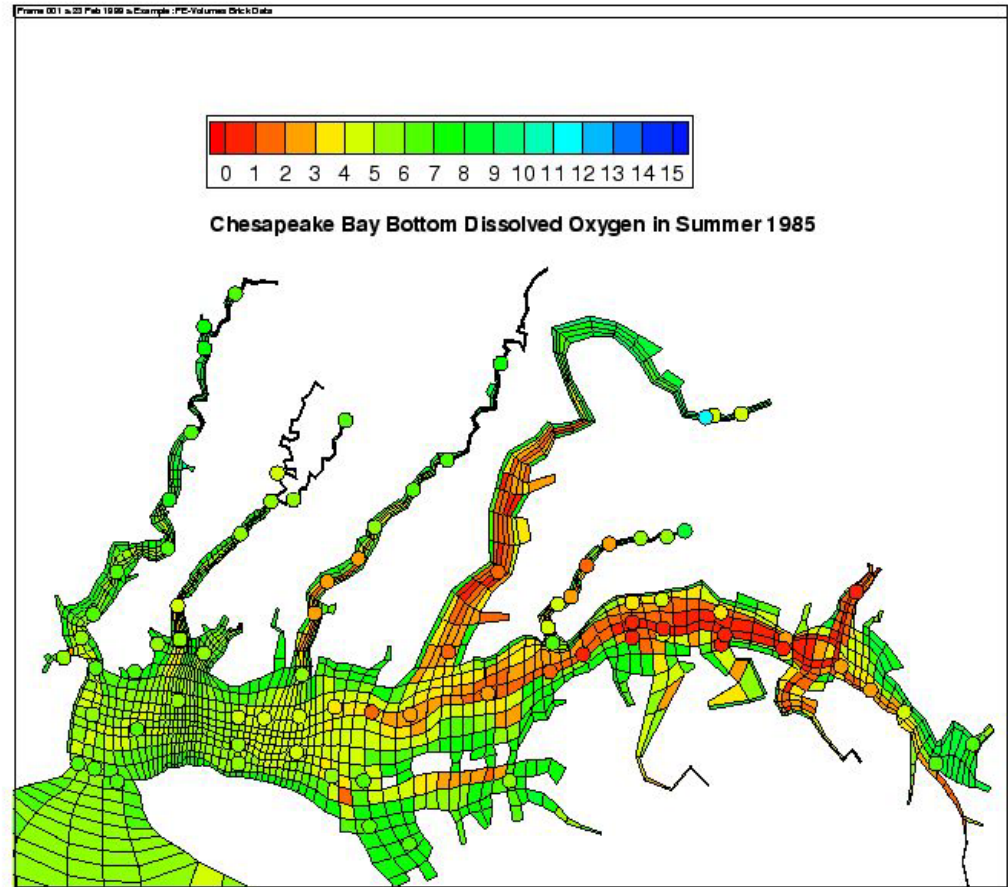 Frame 001 23 Feb 1999 Example: FE-Volumes Brick Data
0 1 2 3 4 5 6 7 8 9 10 11 12 13 14 15
Chesapeake Bay Bottom Dissolved Oxygen in Summer 1985